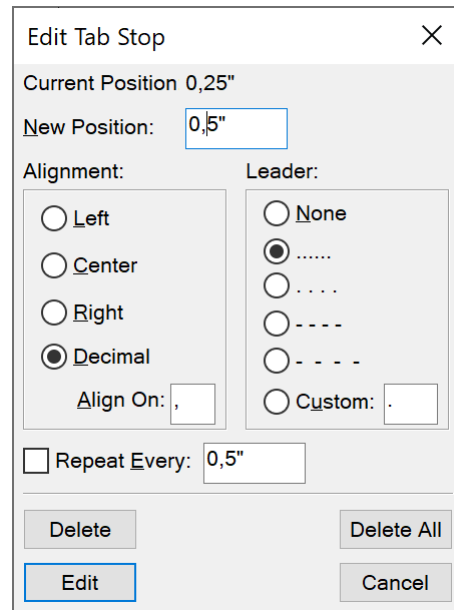 Edit Tab Stop
Current Position 0,25"
New Position: 0,5"
Alignment:
Left
Center
Right
Decimal
Align On: ,
Leader:
None
......
. . . .
- - - -
-  -  -  -
Custom: .
Repeat Every: 0,5"
Delete
Delete All
Edit
Cancel